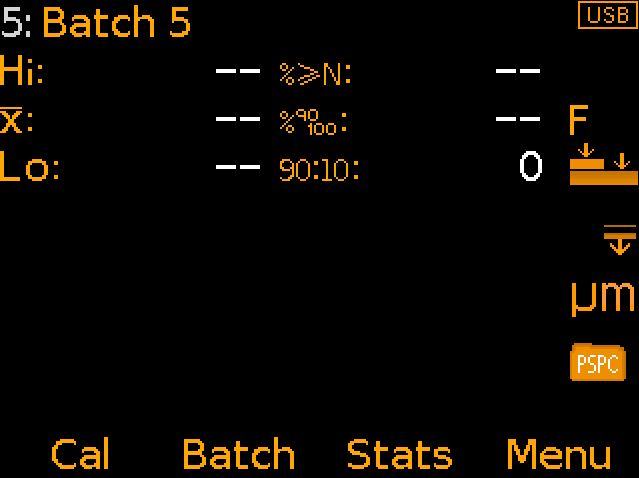 5: Batch 5 USB
Hi: -- %≥N: --
x̅: -- %90/100: -- F
Lo: -- 90:10: 0
µm
PSPC
Cal Batch Stats Menu